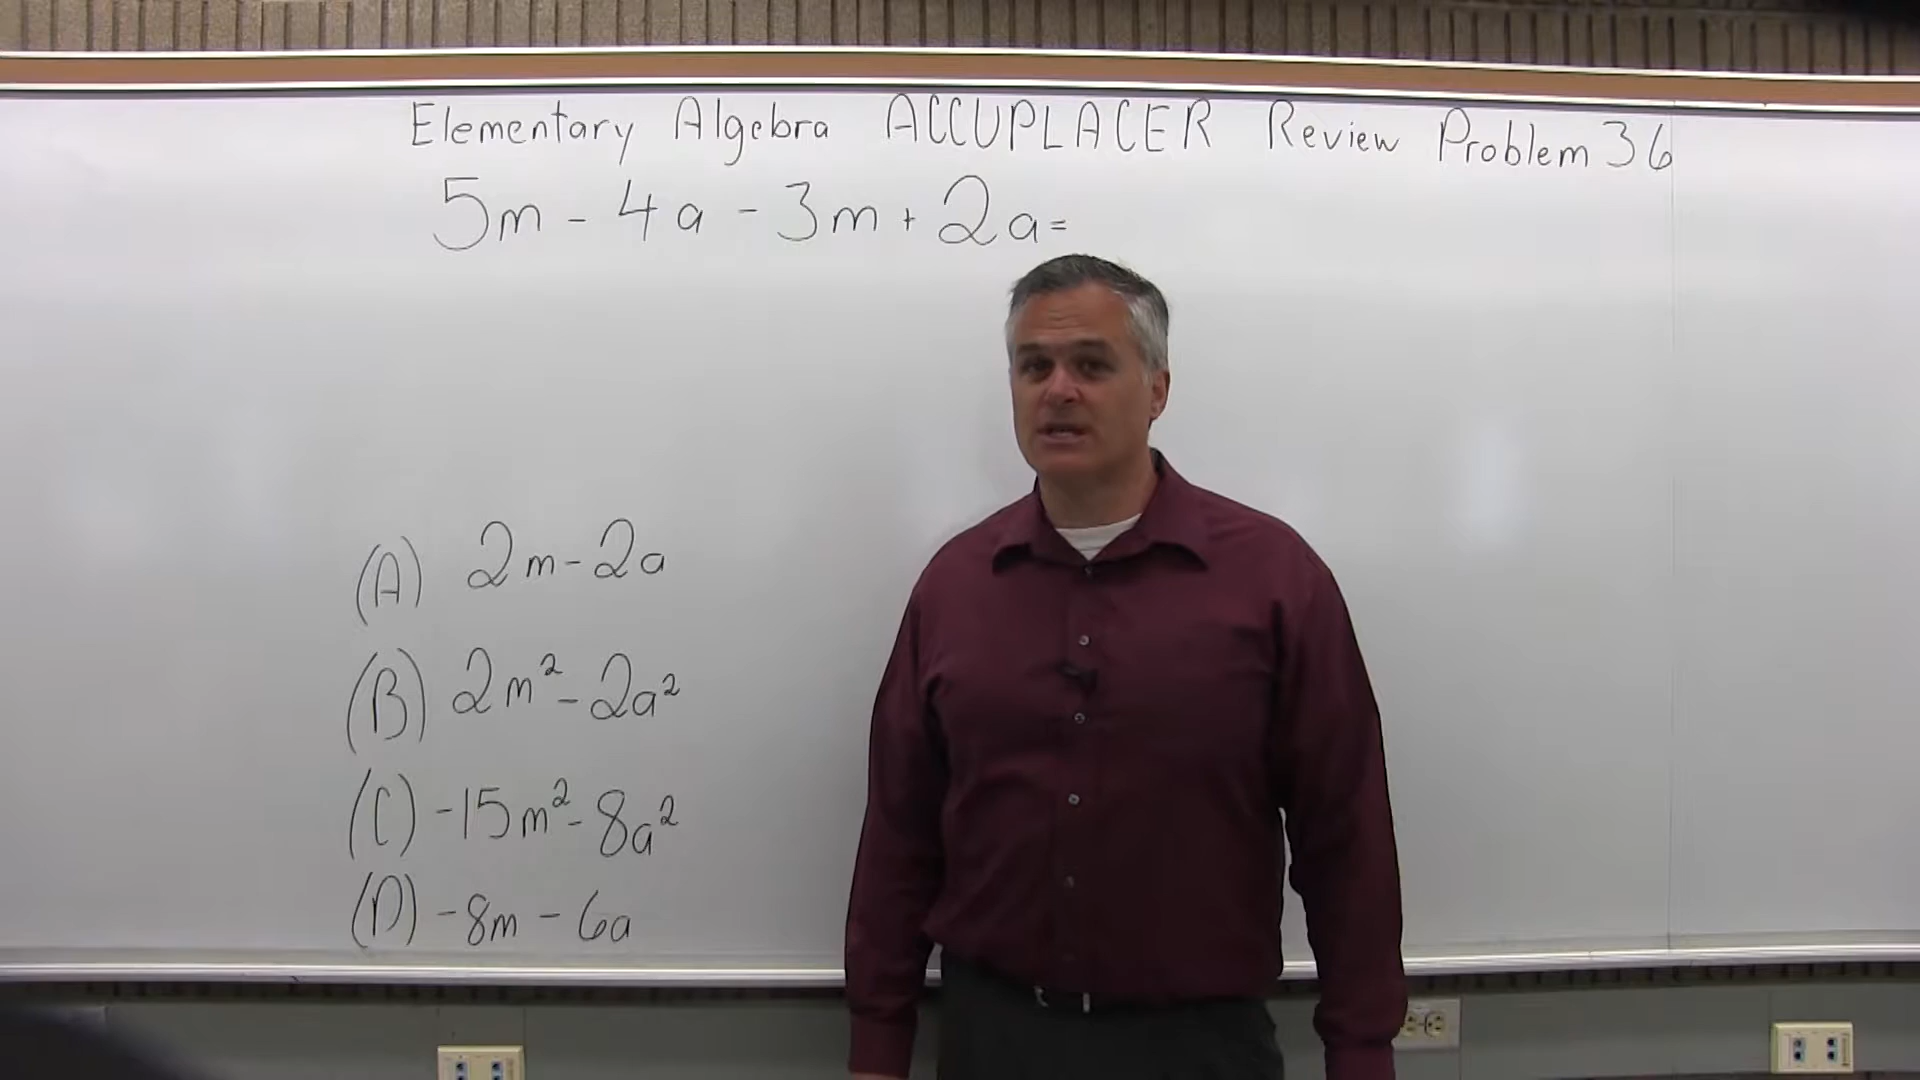 Elementary Algebra ACCUPLACER Review Problem 36
5m - 4a - 3m + 2a =
(A) 2m - 2a
(B) 2m² - 2a²
(C) -15m² - 8a²
(D) -8m - 6a